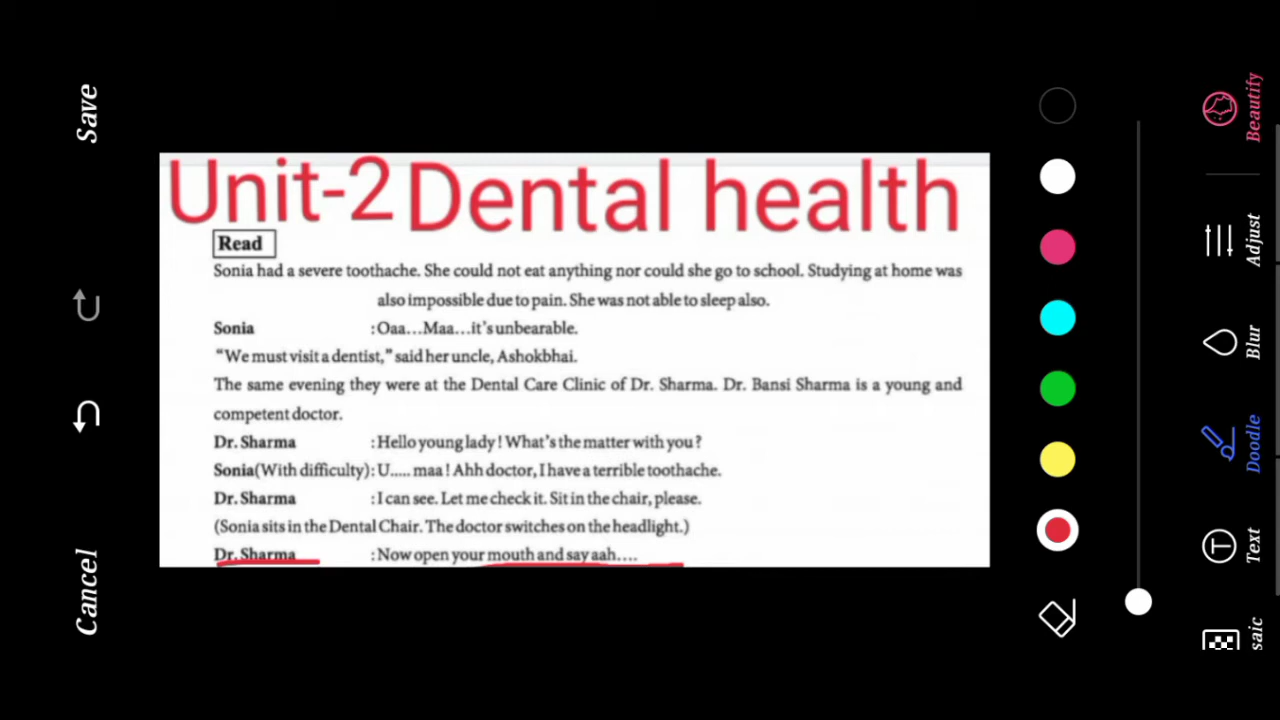 Unit-2 Dental health
Read
Sonia had a severe toothache. She could not eat anything nor could she go to school. Studying at home was
also impossible due to pain. She was not able to sleep also.
Sonia : Oaa...Maa...it's unbearable.
"We must visit a dentist," said her uncle, Ashokbhai.
The same evening they were at the Dental Care Clinic of Dr. Sharma. Dr. Bansi Sharma is a young and
competent doctor.
Dr. Sharma : Hello young lady ! What's the matter with you ?
Sonia(With difficulty) : U..... maa ! Ahh doctor, I have a terrible toothache.
Dr. Sharma : I can see. Let me check it. Sit in the chair, please.
(Sonia sits in the Dental Chair. The doctor switches on the headlight.)
Dr. Sharma : Now open your mouth and say aah....
Save
Cancel
Beautify
Adjust
Blur
Doodle
Text
saic